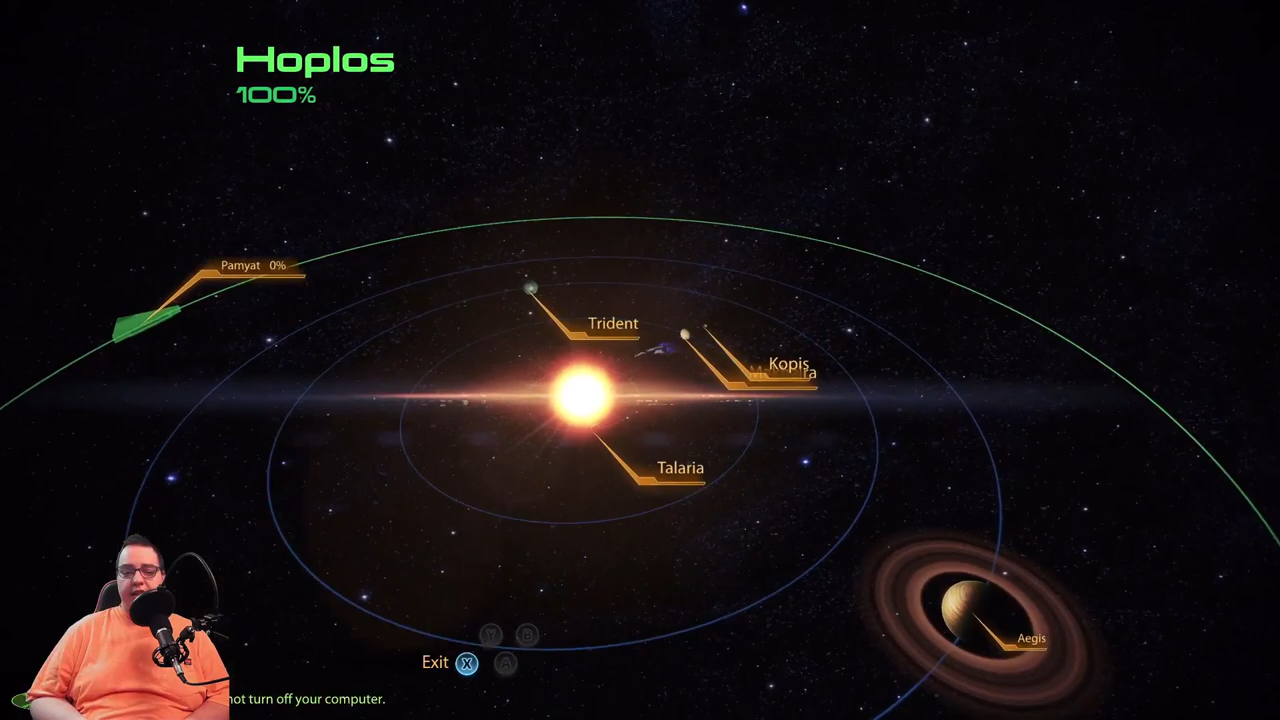 Hoplos
100%
Pamyat 0%
Trident
Kopis
Talaria
Aegis
Exit X
Y B
A
not turn off your computer.